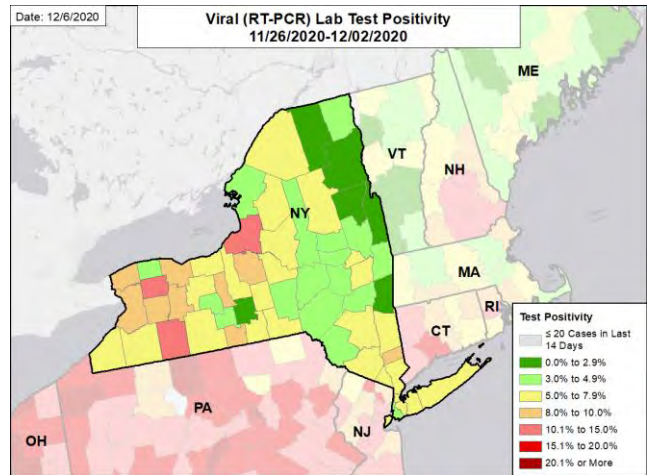 Date: 12/6/2020
Viral (RT-PCR) Lab Test Positivity
11/26/2020-12/02/2020
ME
VT
NH
NY
MA
RI
CT
PA
NJ
OH
Test Positivity
≤ 20 Cases in Last
14 Days
0.0% to 2.9%
3.0% to 4.9%
5.0% to 7.9%
8.0% to 10.0%
10.1% to 15.0%
15.1% to 20.0%
20.1% or More